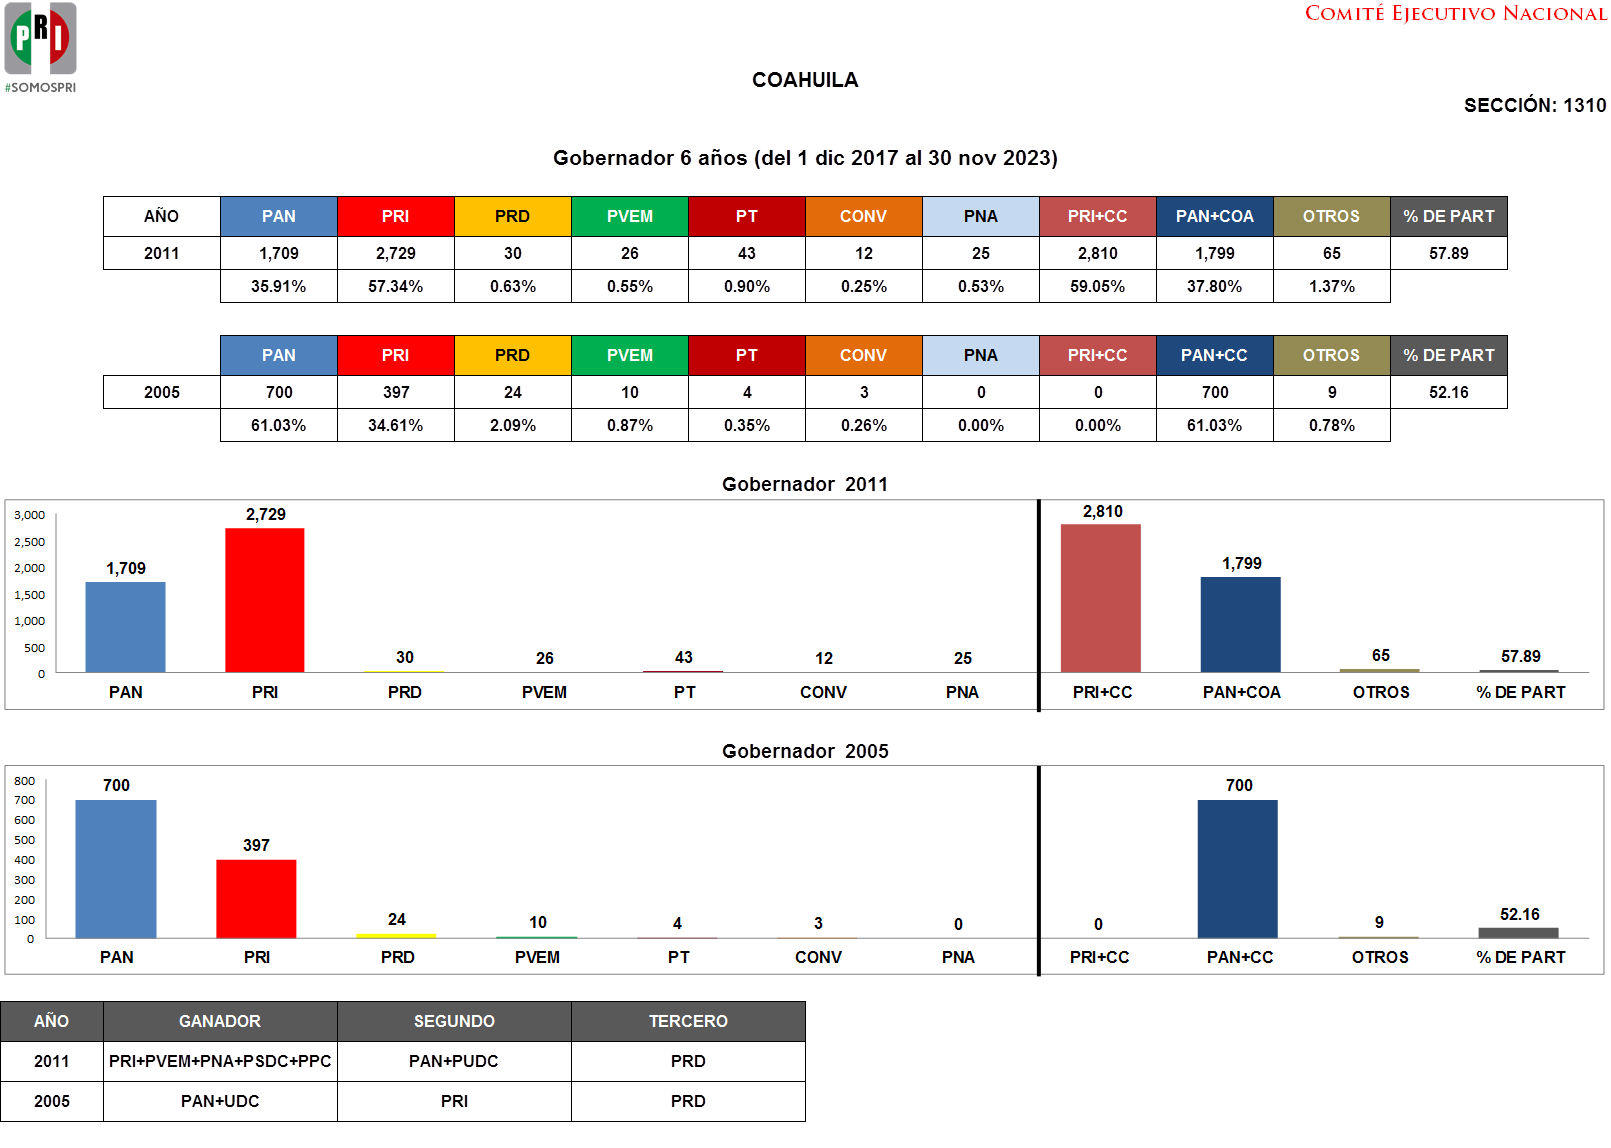 COMITÉ EJECUTIVO NACIONAL
PRI
#SOMOSPRI
COAHUILA
SECCIÓN: 1310
Gobernador 6 años (del 1 dic 2017 al 30 nov 2023)
AÑO PAN PRI PRD PVEM PT CONV PNA PRI+CC PAN+COA OTROS % DE PART
2011 1,709 2,729 30 26 43 12 25 2,810 1,799 65 57.89
35.91% 57.34% 0.63% 0.55% 0.90% 0.25% 0.53% 59.05% 37.80% 1.37%
PAN PRI PRD PVEM PT CONV PNA PRI+CC PAN+CC OTROS % DE PART
2005 700 397 24 10 4 3 0 0 700 9 52.16
61.03% 34.61% 2.09% 0.87% 0.35% 0.26% 0.00% 0.00% 61.03% 0.78%
Gobernador 2011
3,000
2,500
2,000
1,500
1,000
500
0
1,709 2,729 30 26 43 12 25 2,810 1,799 65 57.89
PAN PRI PRD PVEM PT CONV PNA PRI+CC PAN+COA OTROS % DE PART
Gobernador 2005
800
700
600
500
400
300
200
100
0
700 397 24 10 4 3 0 0 700 9 52.16
PAN PRI PRD PVEM PT CONV PNA PRI+CC PAN+CC OTROS % DE PART
AÑO GANADOR SEGUNDO TERCERO
2011 PRI+PVEM+PNA+PSDC+PPC PAN+PUDC PRD
2005 PAN+UDC PRI PRD